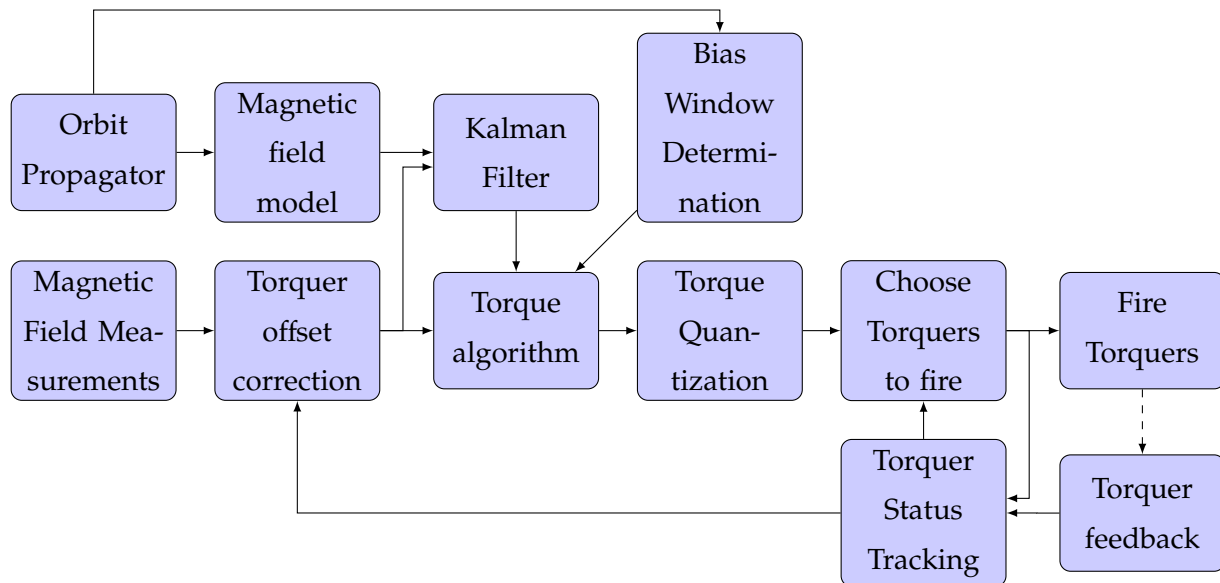 Orbit
Propagator
Magnetic
field
model
Kalman
Filter
Bias
Window
Determi-
nation
Magnetic
Field Mea-
surements
Torquer
offset
correction
Torque
algorithm
Torque
Quan-
tization
Choose
Torquers
to fire
Fire
Torquers
Torquer
Status
Tracking
Torquer
feedback